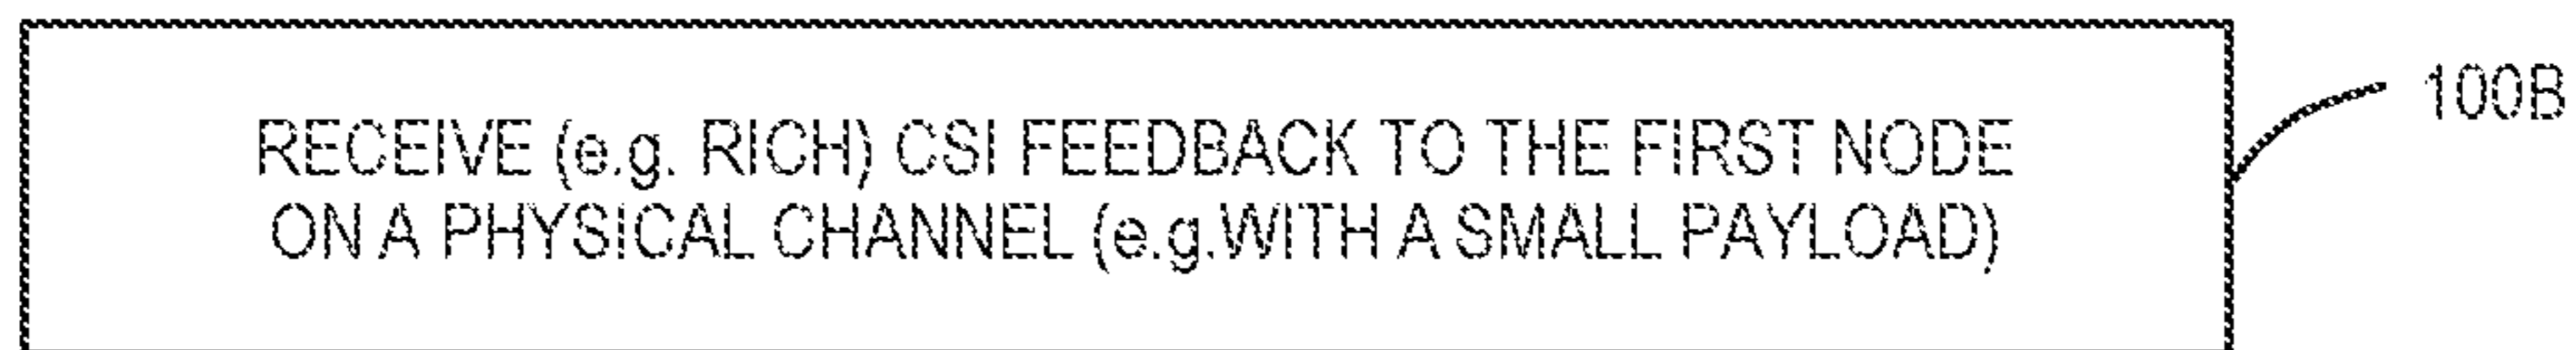 RECEIVE (e.g. RICH) CSI FEEDBACK TO THE FIRST NODE
ON A PHYSICAL CHANNEL (e.g.WITH A SMALL PAYLOAD)
100B